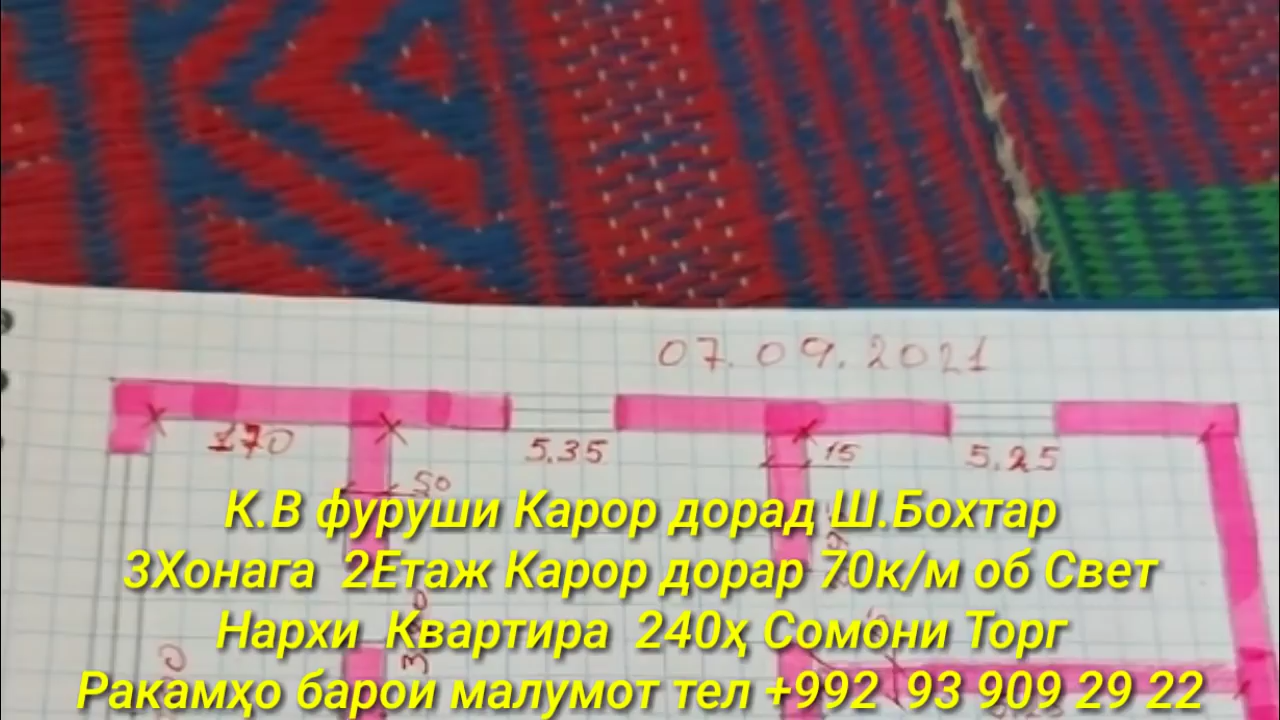 07.09.2021
170
5.35
15
5.25
50
К.В фуруши Карор дорад Ш.Бохтар
3Хонага 2Етаж Карор дорар 70к/м об Свет
Нархи Квартира 240ҳ Сомони Торг
Ракамҳо барои малумот тел +992 93 909 29 22